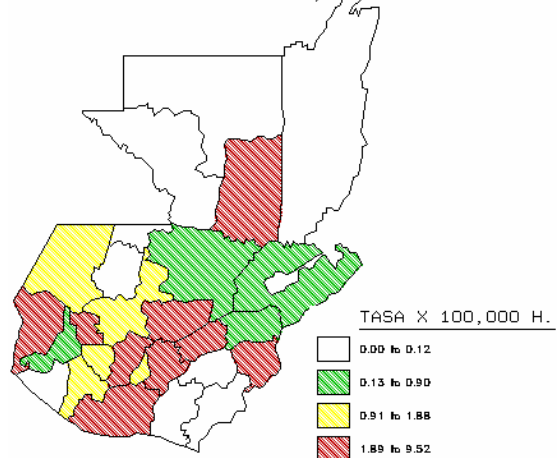 TASA X 100,000 H.
0.00 to 0.12
0.13 to 0.90
0.91 to 1.88
1.89 to 9.52